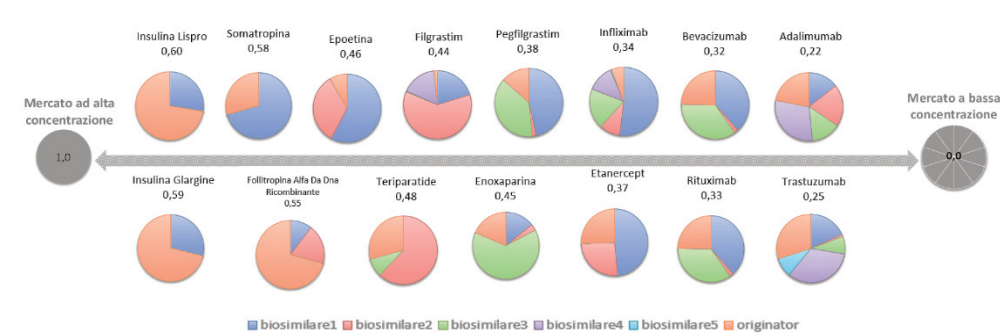 Insulina Lispro
0,60
Somatropina
0,58
Epoetina
0,46
Filgrastim
0,44
Pegfilgrastim
0,38
Infliximab
0,34
Bevacizumab
0,32
Adalimumab
0,22
Mercato ad alta
concentrazione
1,0
Mercato a bassa
concentrazione
0,0
Insulina Glargine
0,59
Follitropina Alfa Da Dna
Ricombinante
0,55
Teriparatide
0,48
Enoxaparina
0,45
Etanercept
0,37
Rituximab
0,33
Trastuzumab
0,25
biosimilare1 biosimilare2 biosimilare3 biosimilare4 biosimilare5 originator